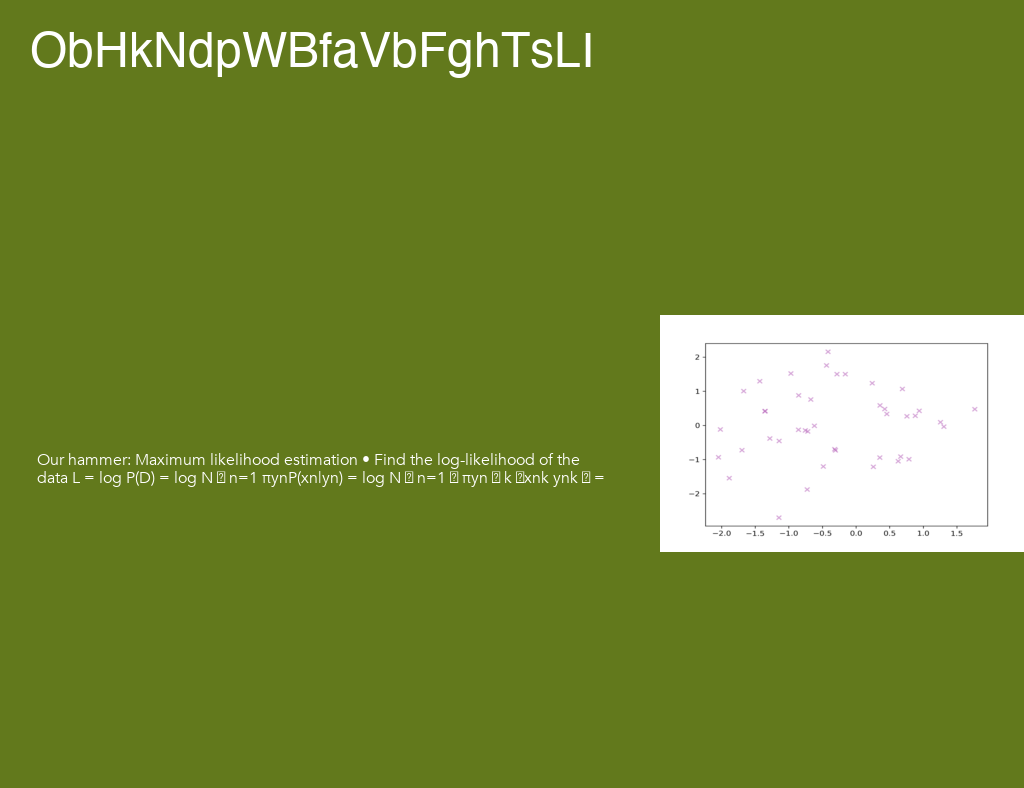 ObHkNdpWBfaVbFghTsLI
Our hammer: Maximum likelihood estimation • Find the log-likelihood of the
data L = log P(D) = log N � n=1 πynP(xnlyn) = log N � n=1 � πyn � k �xnk ynk � =
2
1
0
−1
−2
−2.0 −1.5 −1.0 −0.5 0.0 0.5 1.0 1.5